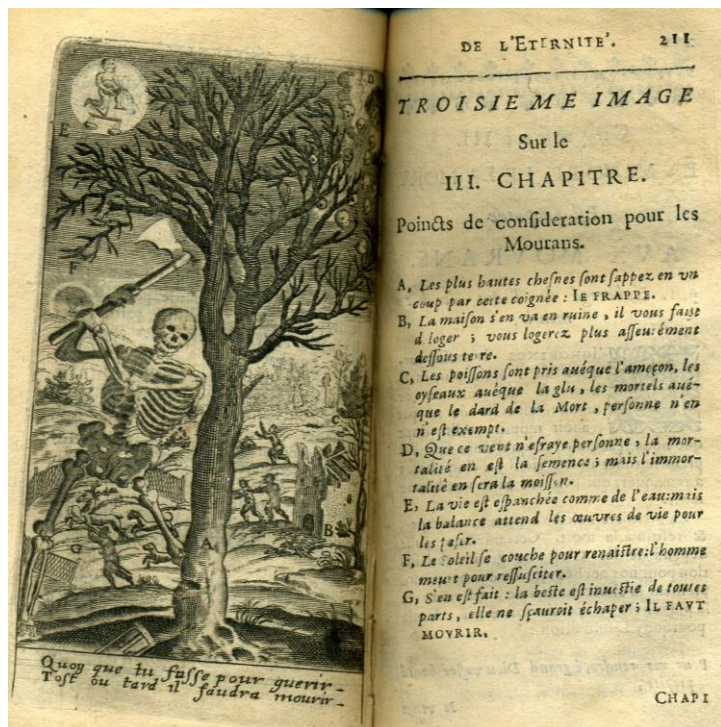 E
D
F
C
G
A
B
Quoy que tu fasse pour guerir-
Tost ou tard il faudra mourir-
DE L'ETERNITE'. 211
TROISIEME IMAGE
Sur le
III. CHAPITRE.
Poincts de consideration pour les
Mourans.
A, Les plus hautes chesnes sont sappez en vn
coup par ceite coignée : IE FRAPPE.
B, La maison s'en va en ruine, il vous faut
d loger ; vous logerez plus asseurément
dessous terre.
C, Les poissons sont pris auéque l'ameçon, les
oyseaux auéque la glu, les mortels aué-
que le dard de la Mort, personne n'en
n'est exempt.
D, Que ce vent n'efraye personne, la mor-
talité en est la semence ; mais l'immor-
talité en sera la moisson.
E, La vie est espanchée comme de l'eau:mais
la balance attend les œuvres de vie pour
les peser.
F, Le Soleil se couche pour renaistre:l'homme
meurt pour ressusciter.
G, S'en est fait : la beste est inuestie de toutes
parts, elle ne sçauroit échaper ; IL FAVT
MOVRIR.
CHAPI